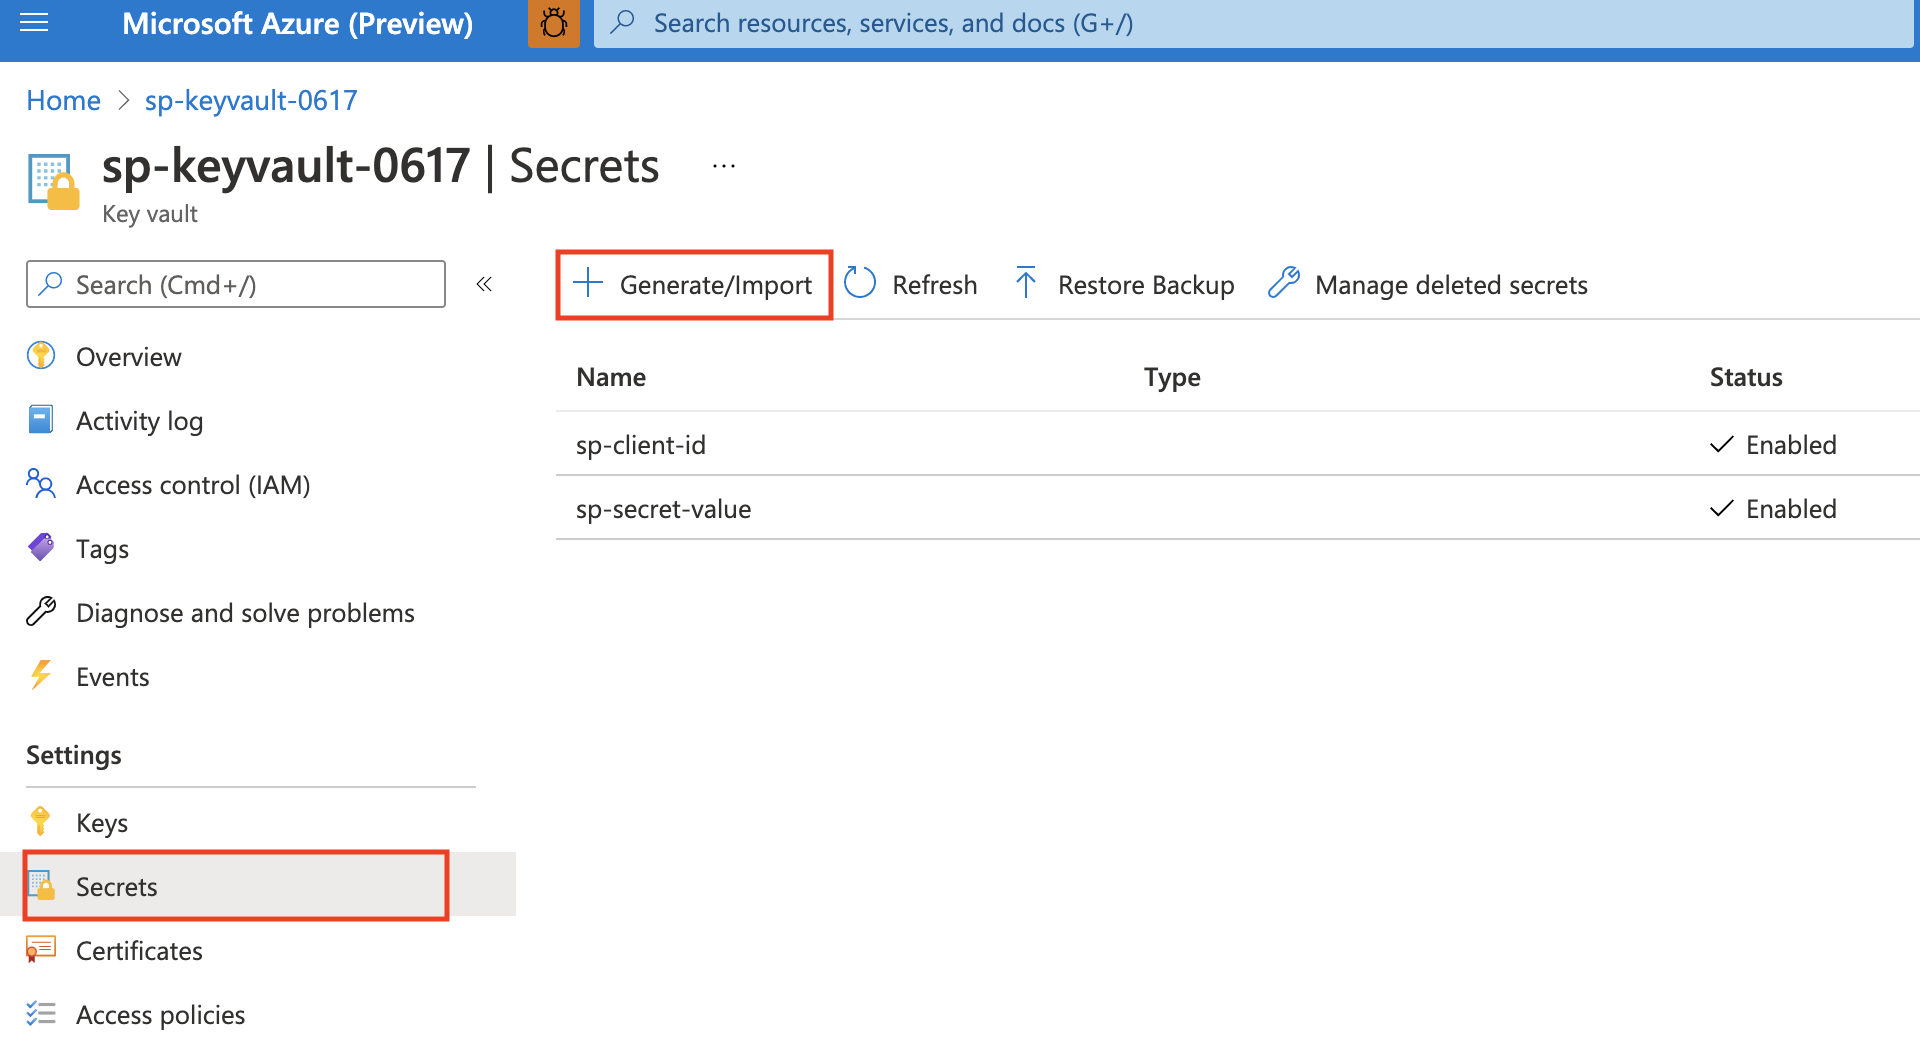 Microsoft Azure (Preview)
Search resources, services, and docs (G+/)
Home > sp-keyvault-0617
sp-keyvault-0617 | Secrets ...
Key vault
Search (Cmd+/)
«
Generate/Import
Refresh
Restore Backup
Manage deleted secrets
Overview
Activity log
Access control (IAM)
Tags
Diagnose and solve problems
Events
Settings
Keys
Secrets
Certificates
Access policies
Name Type Status
sp-client-id Enabled
sp-secret-value Enabled